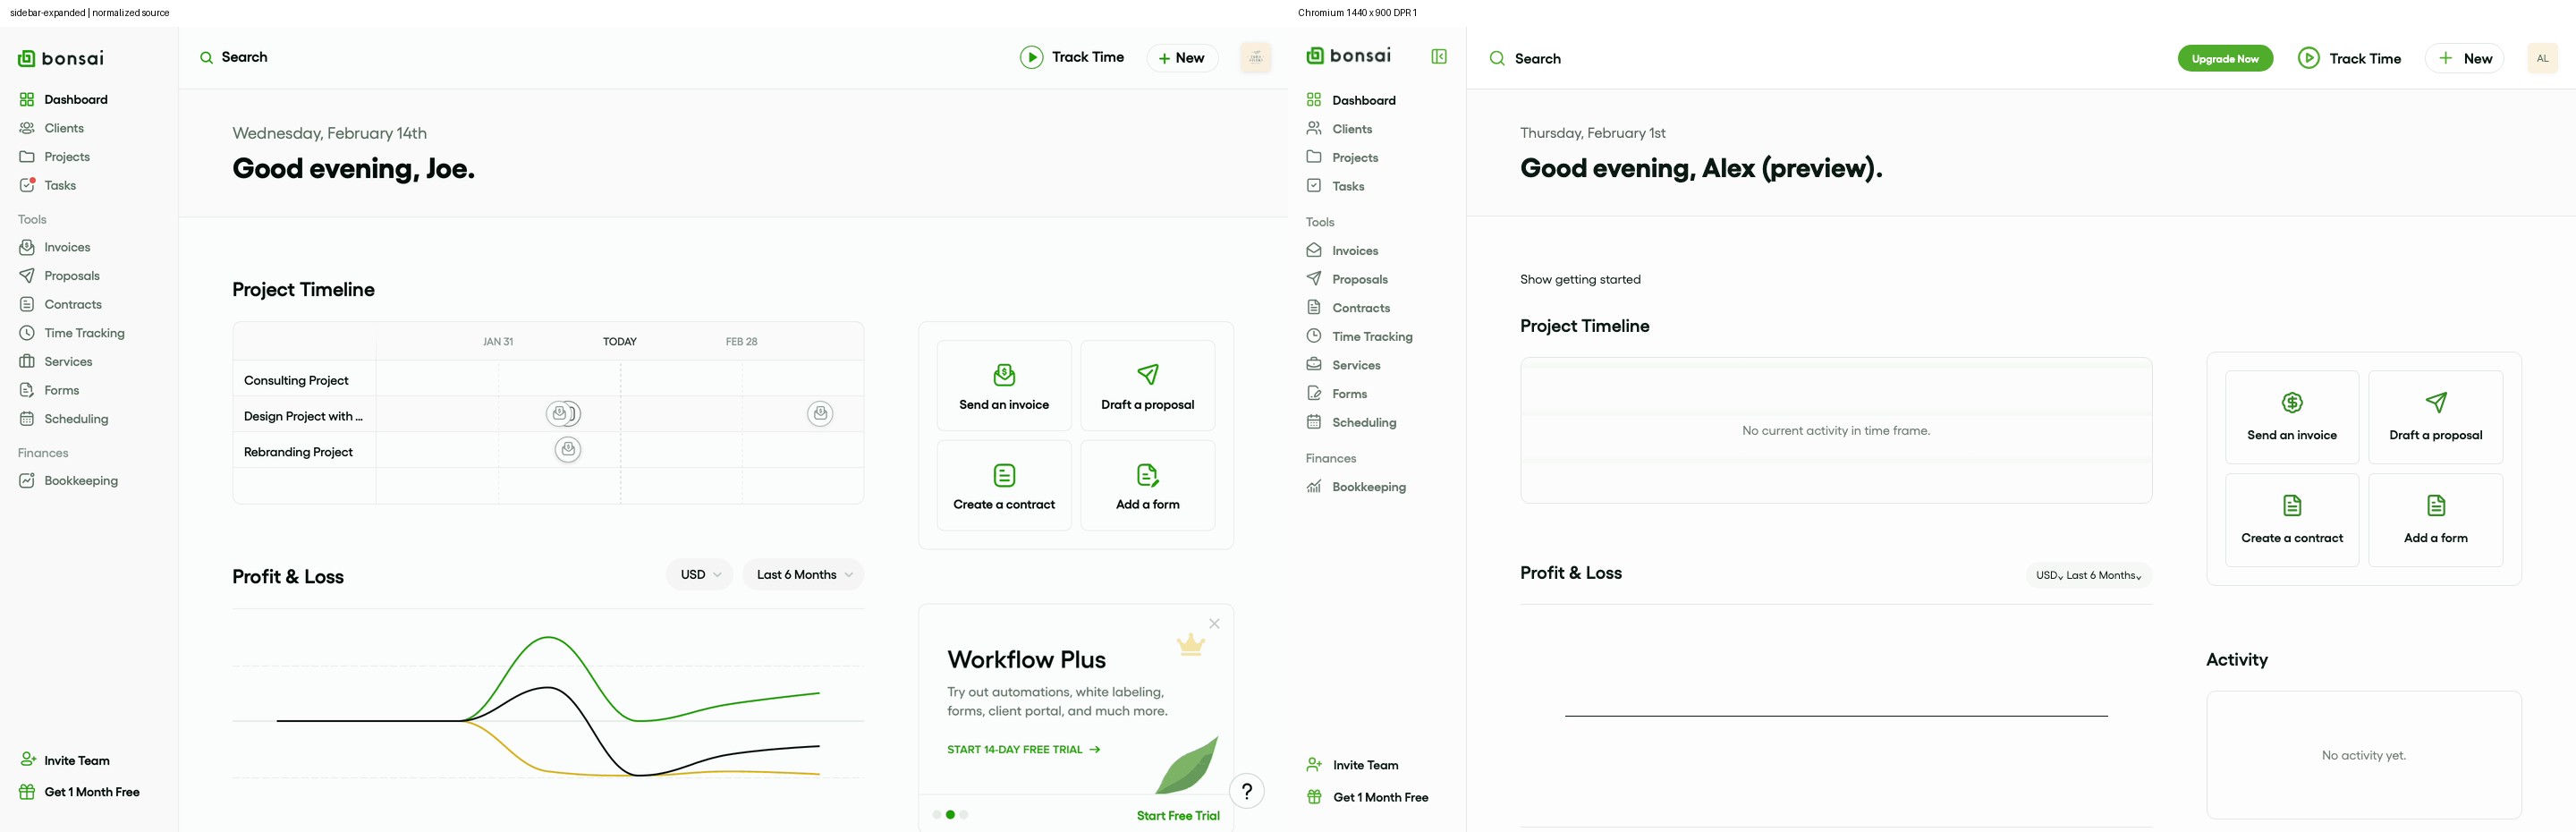 sidebar-expanded | normalized source
bonsai
Dashboard
Clients
Projects
Tasks
Tools
Invoices
Proposals
Contracts
Time Tracking
Services
Forms
Scheduling
Finances
Bookkeeping
Invite Team
Get 1 Month Free
Search
Track Time
+ New
Wednesday, February 14th
Good evening, Joe.
Project Timeline
JAN 31 TODAY FEB 28
Consulting Project
Design Project with ...
Rebranding Project
Send an invoice
Draft a proposal
Create a contract
Add a form
Profit & Loss
USD
Last 6 Months
Workflow Plus
Try out automations, white labeling,
forms, client portal, and much more.
START 14-DAY FREE TRIAL →
Start Free Trial
?
Chromium 1440 x 900 DPR 1
bonsai
Dashboard
Clients
Projects
Tasks
Tools
Invoices
Proposals
Contracts
Time Tracking
Services
Forms
Scheduling
Finances
Bookkeeping
Invite Team
Get 1 Month Free
Search
Upgrade Now
Track Time
+ New
AL
Thursday, February 1st
Good evening, Alex (preview).
Show getting started
Project Timeline
No current activity in time frame.
Send an invoice
Draft a proposal
Create a contract
Add a form
Profit & Loss
USD Last 6 Months
Activity
No activity yet.